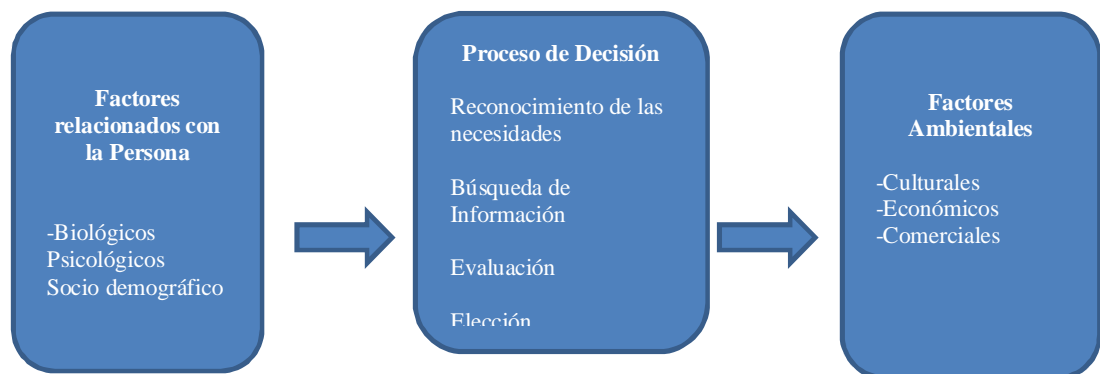 Factores
relacionados con
la Persona
-Biológicos
Psicológicos
Socio demográfico
Proceso de Decisión
Reconocimiento de las
necesidades
Búsqueda de
Información
Evaluación
Elección
Factores
Ambientales
-Culturales
-Económicos
-Comerciales